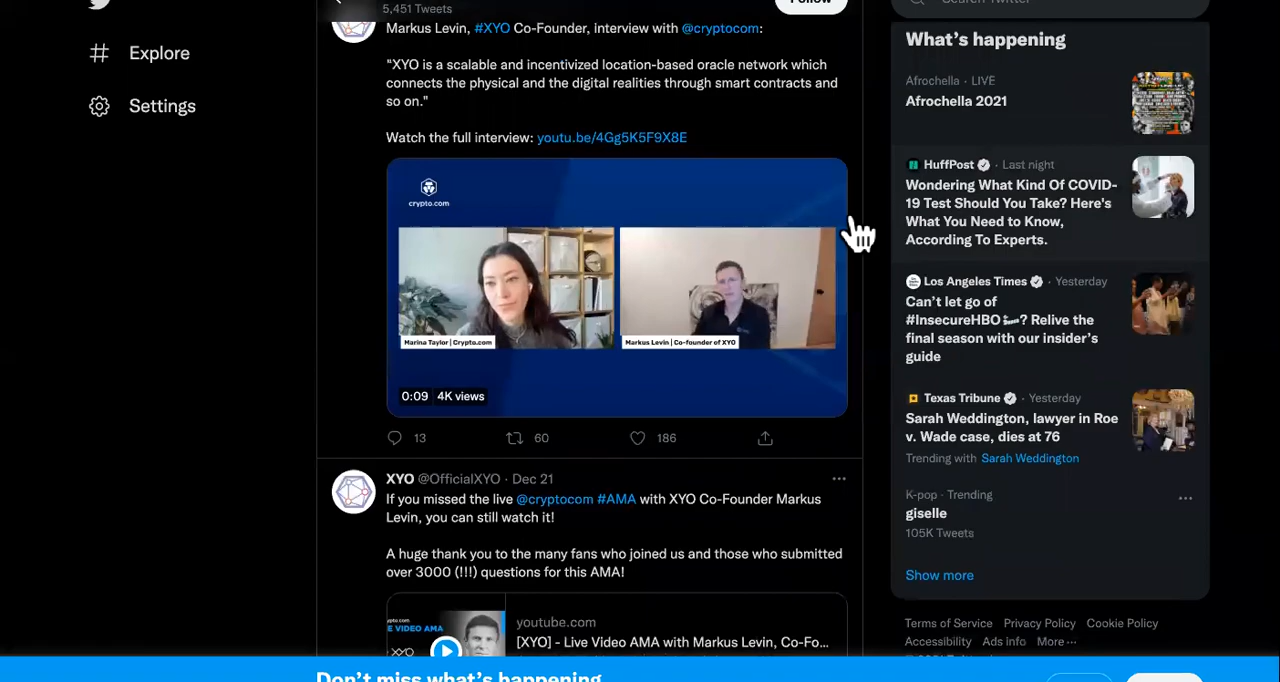 5,451 Tweets
Follow
Explore
Settings
Markus Levin, #XYO Co-Founder, interview with @cryptocom:
"XYO is a scalable and incentivized location-based oracle network which
connects the physical and the digital realities through smart contracts and
so on."
Watch the full interview: youtu.be/4Gg5K5F9X8E
crypto.com
Marina Taylor | Crypto.com
Markus Levin | Co-founder of XYO
0:09 4K views
13 60 186
XYO @OfficialXYO · Dec 21
If you missed the live @cryptocom #AMA with XYO Co-Founder Markus
Levin, you can still watch it!
A huge thank you to the many fans who joined us and those who submitted
over 3000 (!!!) questions for this AMA!
E VIDEO AMA
youtube.com
[XYO] - Live Video AMA with Markus Levin, Co-Fo...
Search Twitter
What's happening
Afrochella · LIVE
Afrochella 2021
HuffPost · Last night
Wondering What Kind Of COVID-
19 Test Should You Take? Here's
What You Need to Know,
According To Experts.
Los Angeles Times · Yesterday
Can't let go of
#InsecureHBO? Relive the
final season with our insider's
guide
Texas Tribune · Yesterday
Sarah Weddington, lawyer in Roe
v. Wade case, dies at 76
Trending with Sarah Weddington
K-pop · Trending
giselle
105K Tweets
Show more
Terms of Service Privacy Policy Cookie Policy
Accessibility Ads info More
Don't miss what's happening